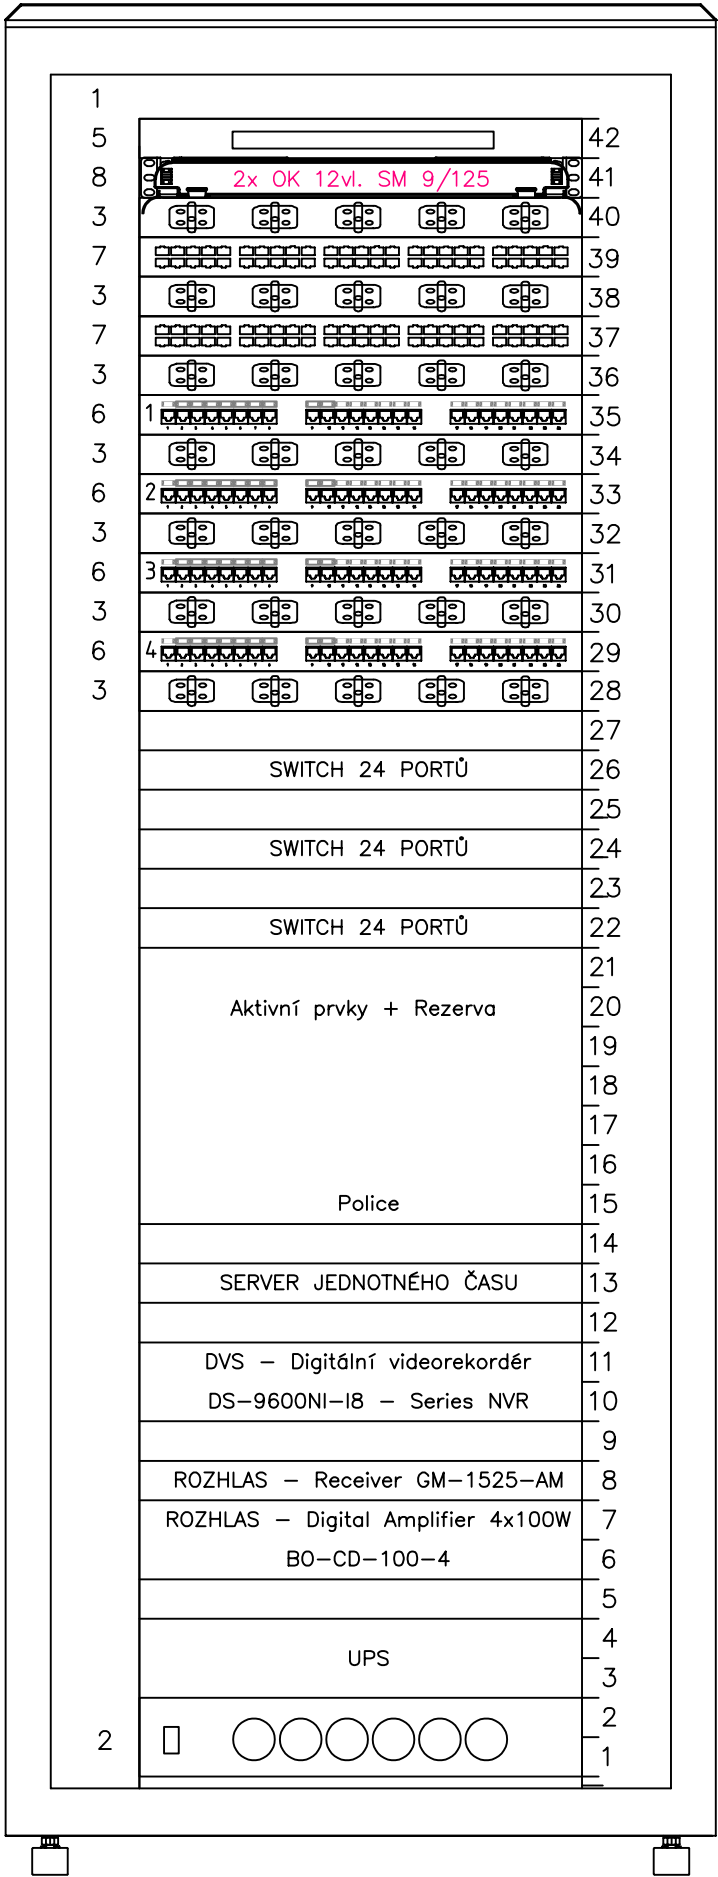 1
5 42
8 2x OK 12vl. SM 9/125 41
3 40
7 39
3 38
7 37
3 36
6 1 35
3 34
6 2 33
3 32
6 3 31
3 30
6 4 29
3 28
27
SWITCH 24 PORTŮ 26
25
SWITCH 24 PORTŮ 24
23
SWITCH 24 PORTŮ 22
21
Aktivní prvky + Rezerva 20
19
18
17
16
Police 15
14
SERVER JEDNOTNÉHO ČASU 13
12
DVS – Digitální videorekordér 11
DS–9600NI–I8 – Series NVR 10
9
ROZHLAS – Receiver GM–1525–AM 8
ROZHLAS – Digital Amplifier 4x100W 7
BO–CD–100–4 6
5
4
UPS
3
2
2
1